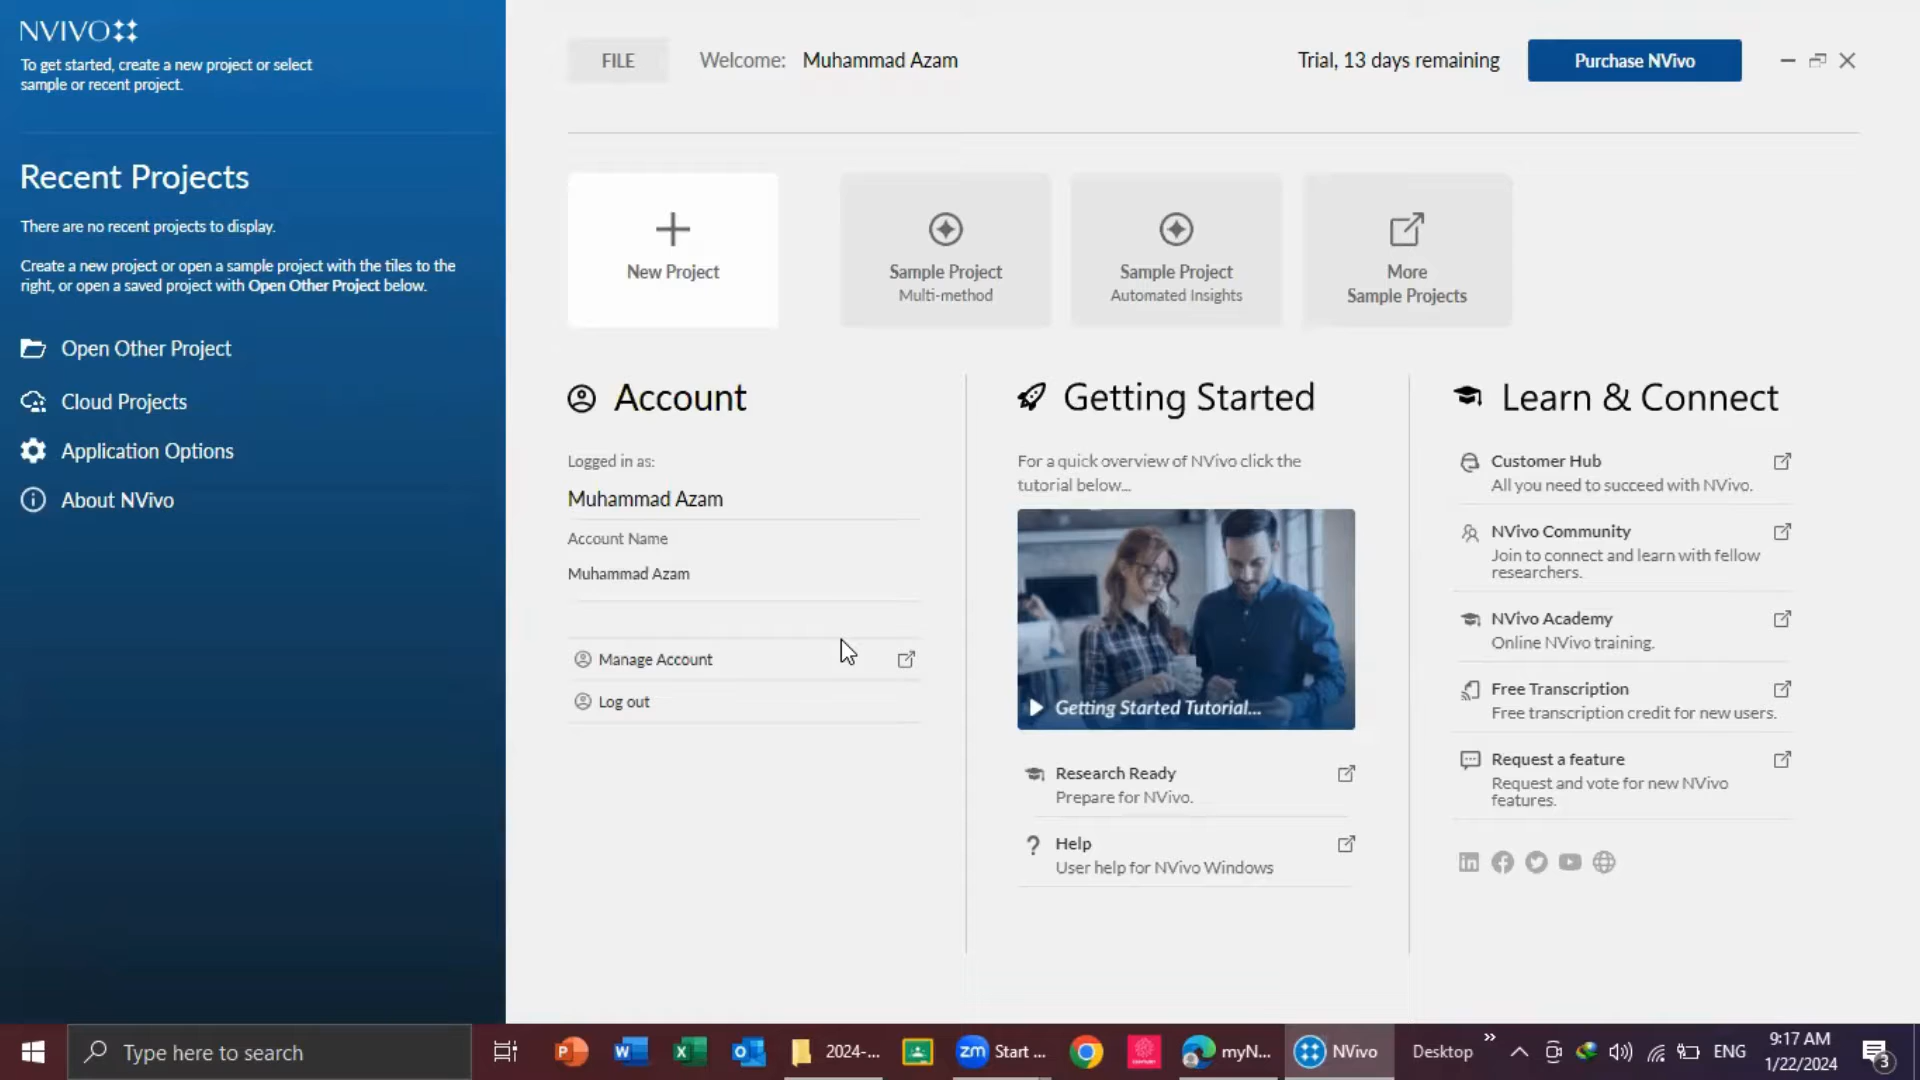 NVIVO
To get started, create a new project or select
sample or recent project.
Recent Projects
There are no recent projects to display.
Create a new project or open a sample project with the tiles to the
right, or open a saved project with Open Other Project below.
Open Other Project
Cloud Projects
Application Options
About NVivo
FILE
Welcome: Muhammad Azam
Trial, 13 days remaining
Purchase NVivo
New Project
Sample Project
Multi-method
Sample Project
Automated Insights
More
Sample Projects
Account
Logged in as:
Muhammad Azam
Account Name
Muhammad Azam
Manage Account
Log out
Getting Started
For a quick overview of NVivo click the
tutorial below...
Getting Started Tutorial...
Research Ready
Prepare for NVivo.
Help
User help for NVivo Windows
Learn & Connect
Customer Hub
All you need to succeed with NVivo.
NVivo Community
Join to connect and learn with fellow
researchers.
NVivo Academy
Online NVivo training.
Free Transcription
Free transcription credit for new users.
Request a feature
Request and vote for new NVivo
features.
Type here to search
2024-...
zm
Start ...
myN...
NVivo
Desktop
ENG
9:17 AM
1/22/2024
3